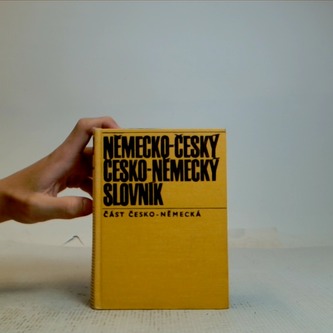 NĚMECKO-ČESKÝ
ČESKO-NĚMECKÝ
SLOVNÍK
ČÁST ČESKO-NĚMECKÁ